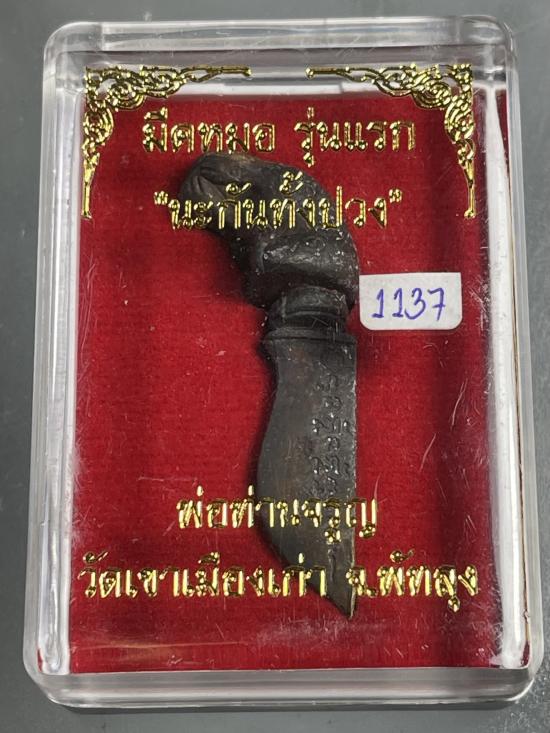 มีดหมอ รุ่นแรก
"นะกันทั้งปวง"
1137
พ่อท่านจรูญ
วัดเขาเมืองเก่า จ.พัทลุง